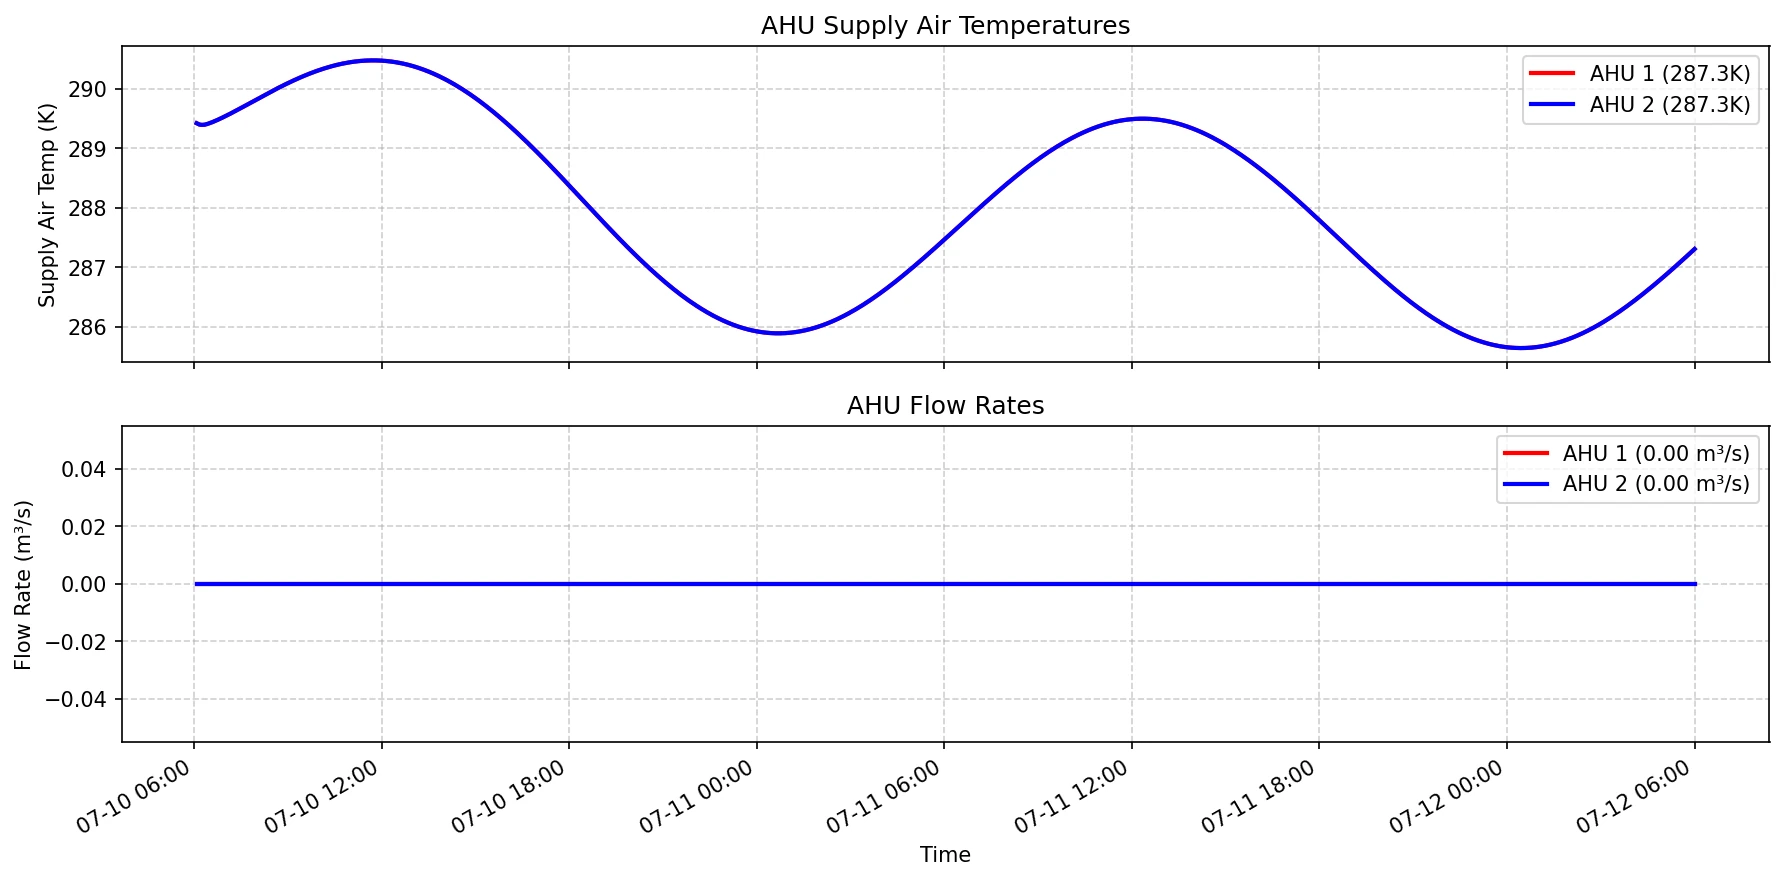 AHU Supply Air Temperatures
Supply Air Temp (K)
290
289
288
287
286
AHU 1 (287.3K)
AHU 2 (287.3K)
AHU Flow Rates
Flow Rate (m³/s)
0.04
0.02
0.00
−0.02
−0.04
AHU 1 (0.00 m³/s)
AHU 2 (0.00 m³/s)
07-10 06:00
07-10 12:00
07-10 18:00
07-11 00:00
07-11 06:00
07-11 12:00
07-11 18:00
07-12 00:00
07-12 06:00
Time